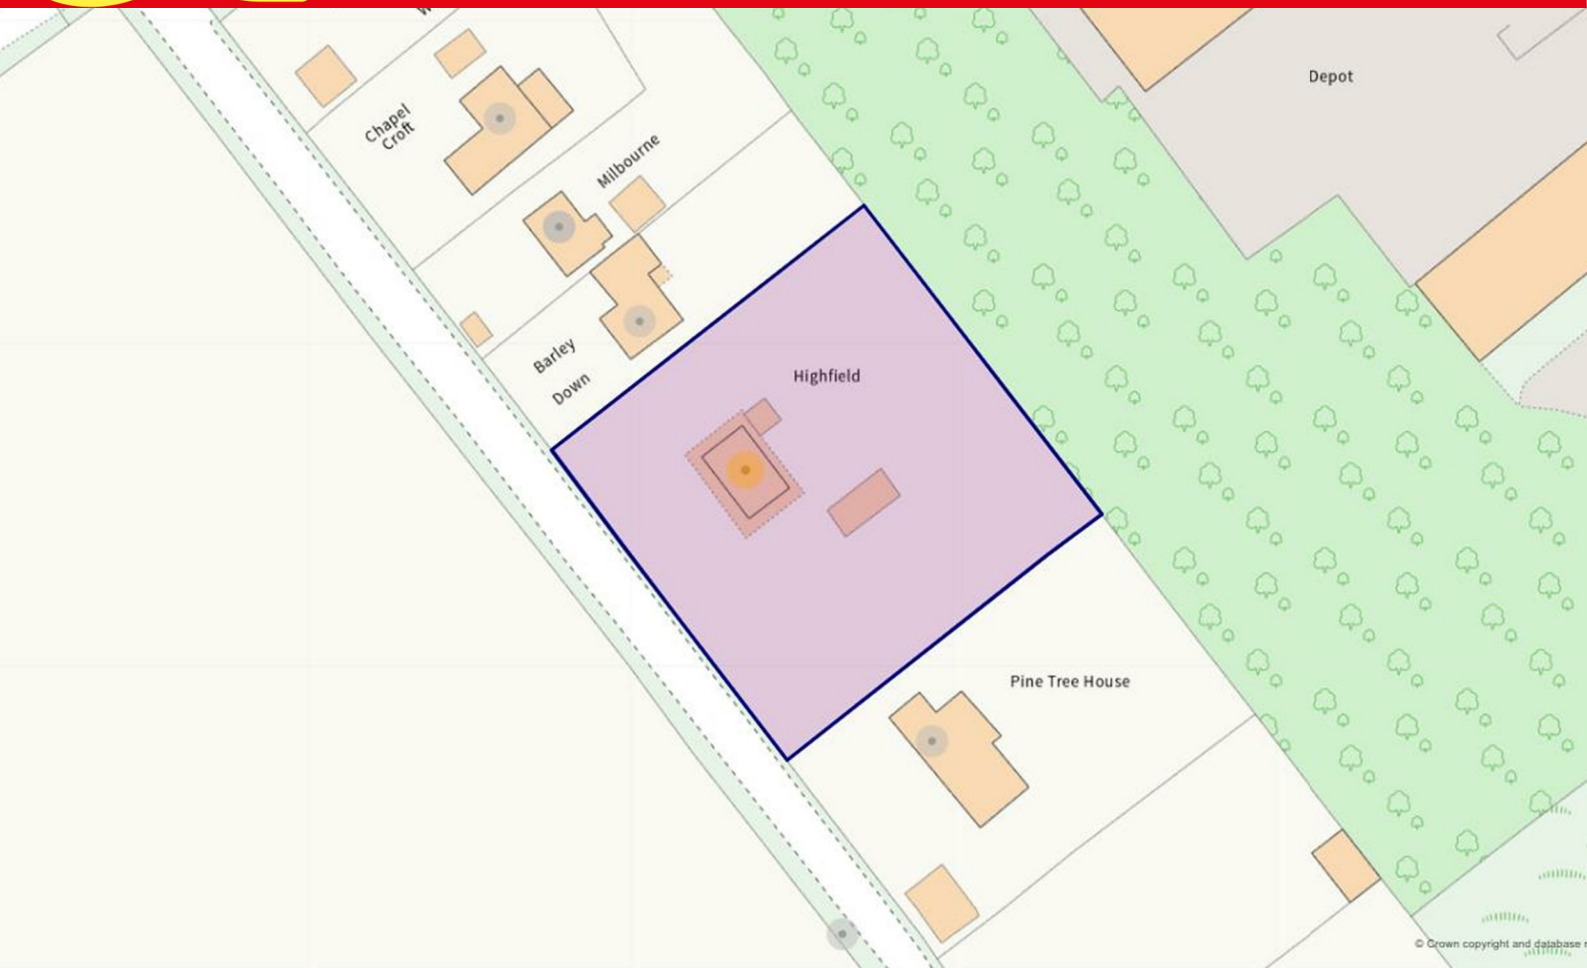 Depot
Chapel
Croft
Milbourne
Barley
Down
Highfield
Pine Tree House
© Crown copyright and database